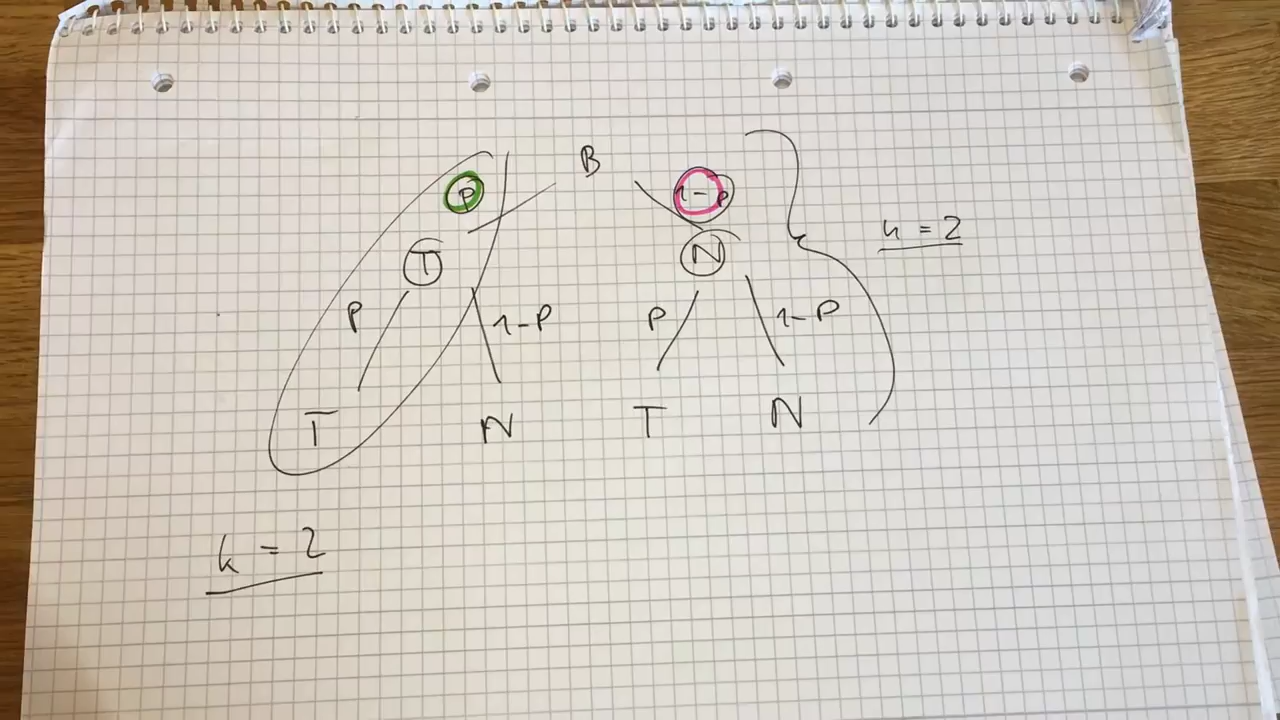 B
p 1-p
T N
n = 2
p 1-p p 1-p
T N T N
k = 2